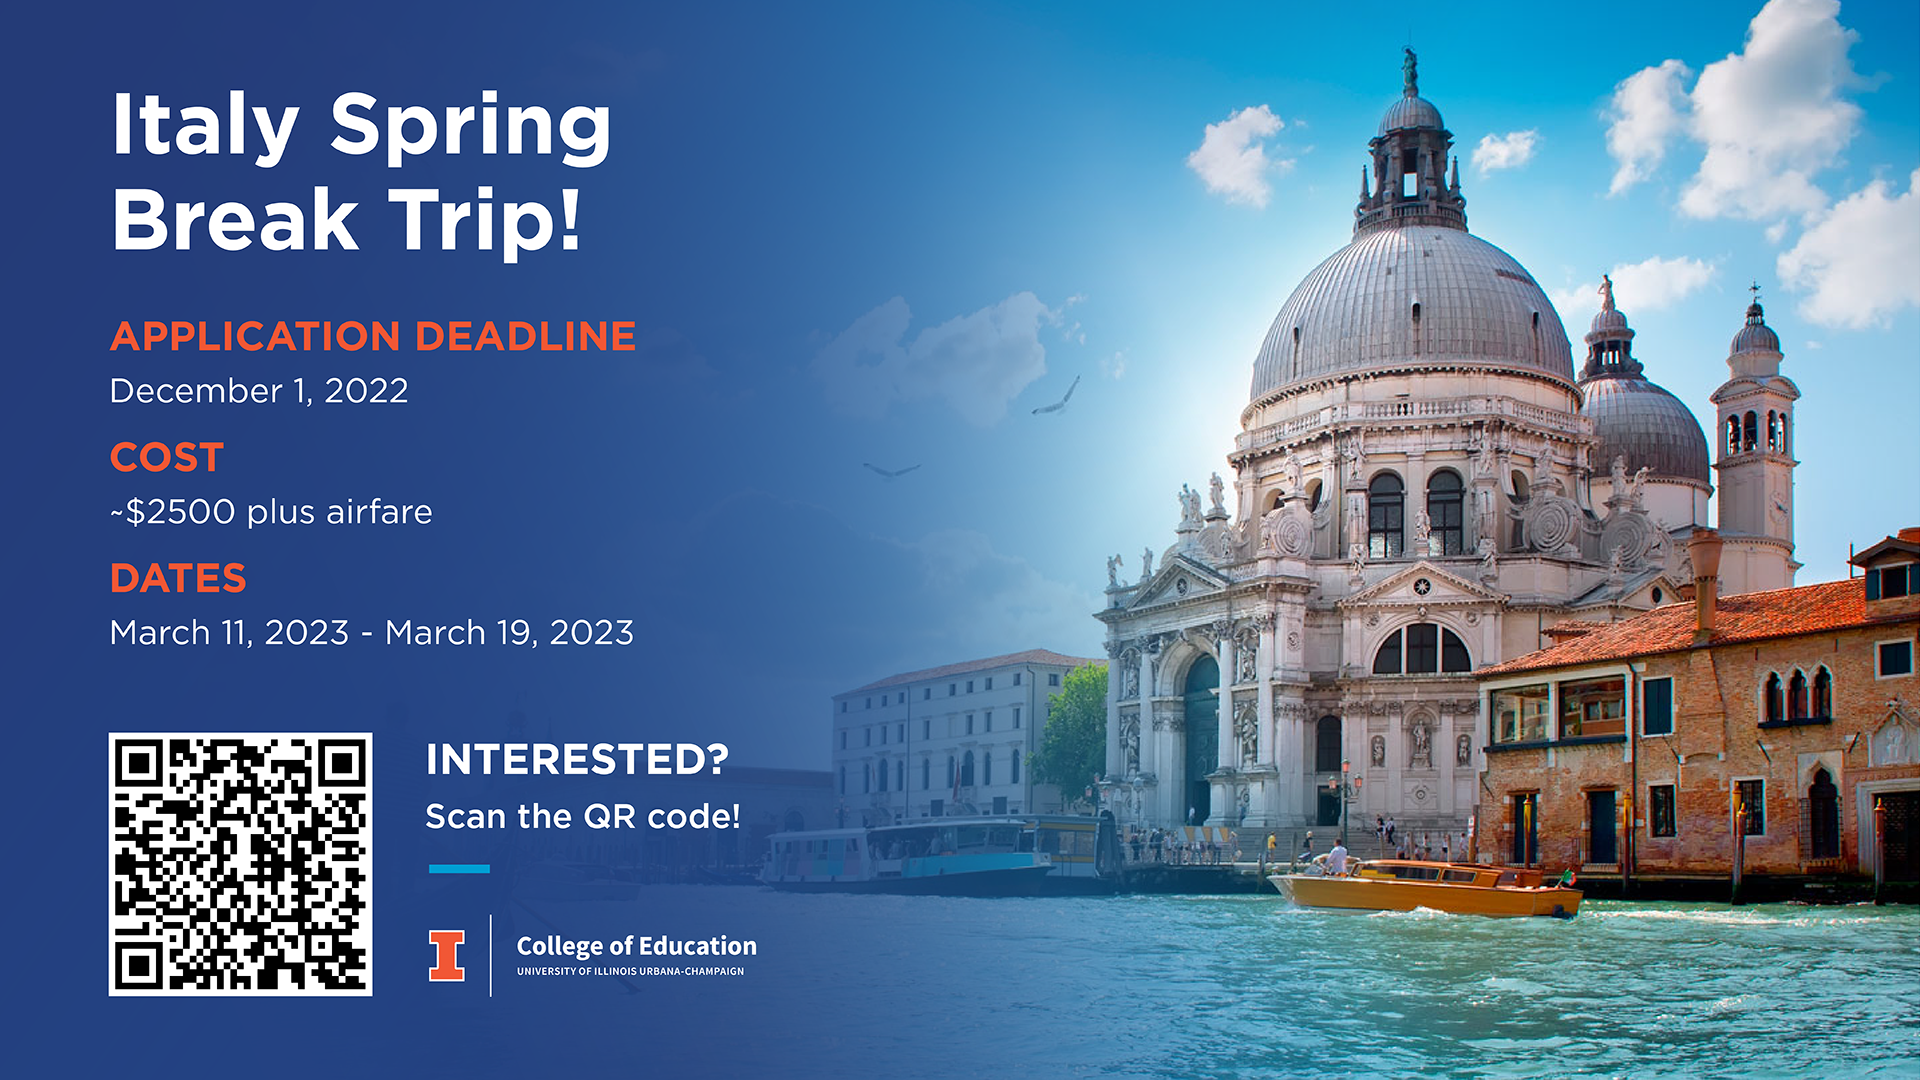 Italy Spring
Break Trip!
APPLICATION DEADLINE
December 1, 2022
COST
~$2500 plus airfare
DATES
March 11, 2023 - March 19, 2023
INTERESTED?
Scan the QR code!
I
College of Education
UNIVERSITY OF ILLINOIS URBANA-CHAMPAIGN